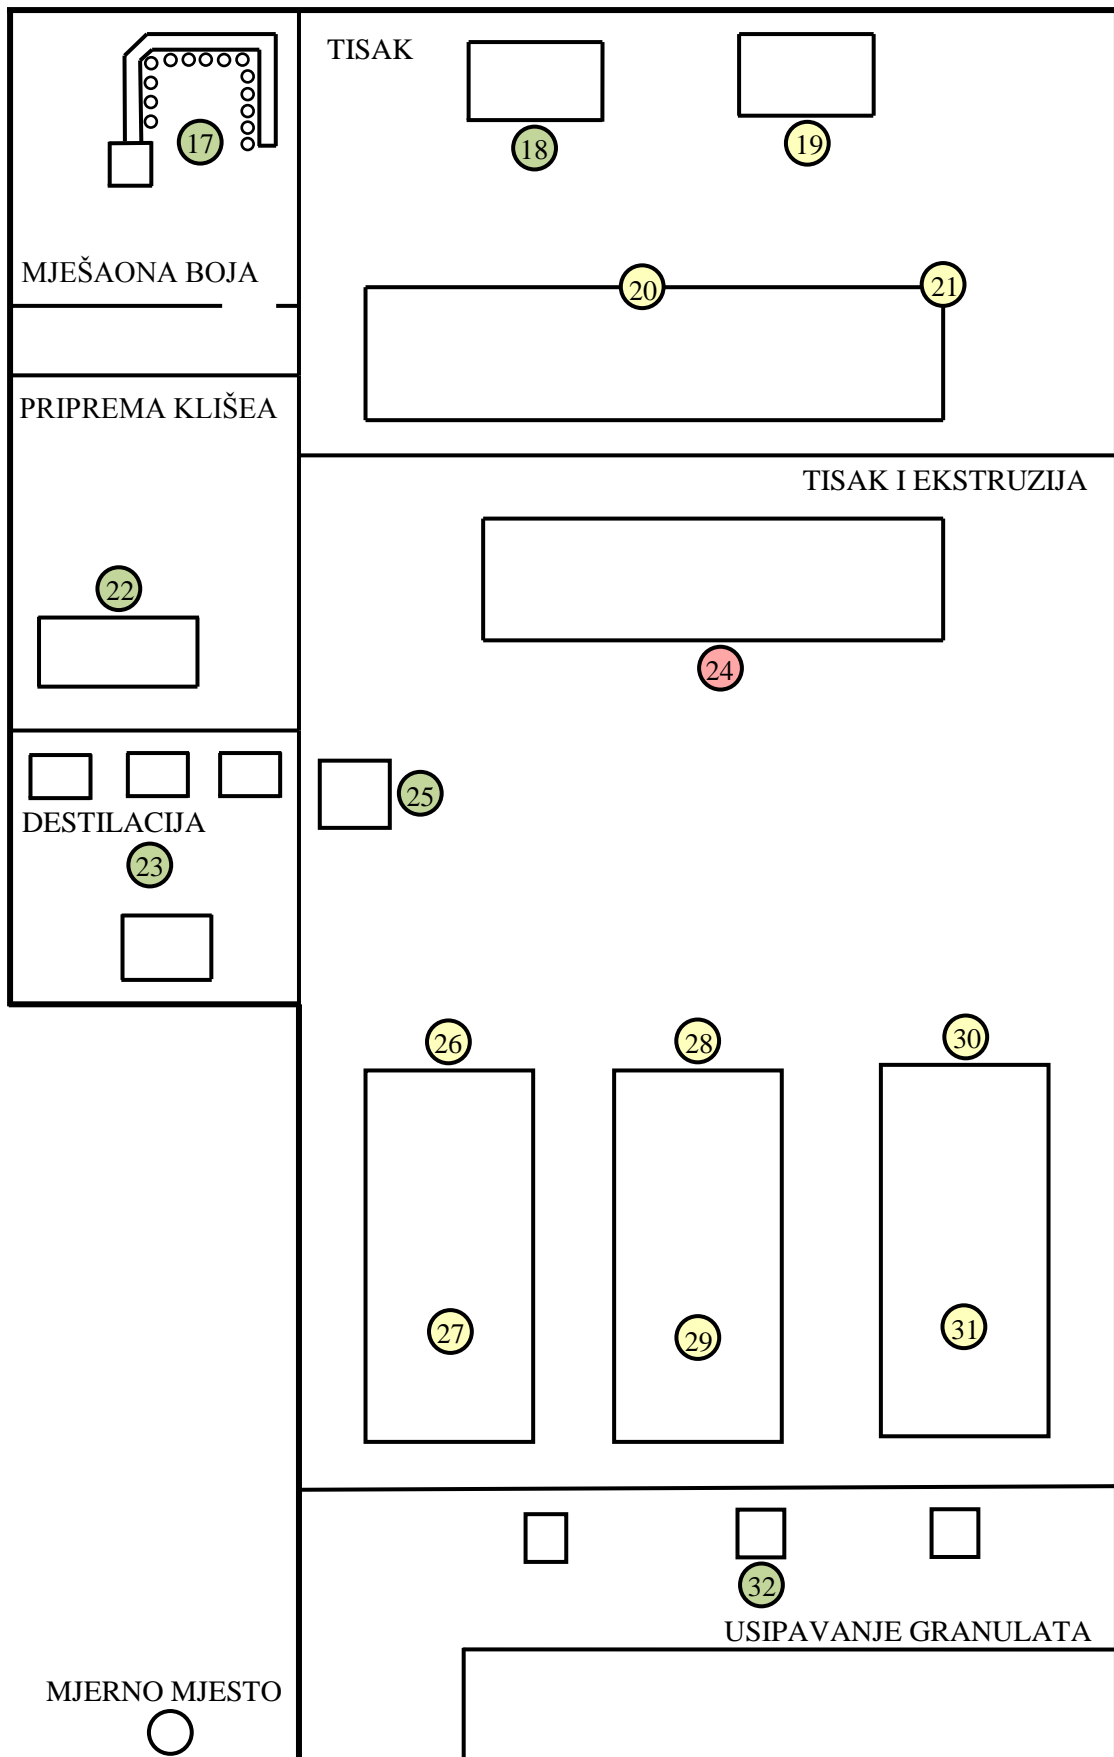 TISAK
17
18
19
MJEŠAONA BOJA
20
21
PRIPREMA KLIŠEA
TISAK I EKSTRUZIJA
22
24
25
DESTILACIJA
23
26
28
30
27
29
31
32
USIPAVANJE GRANULATA
MJERNO MJESTO